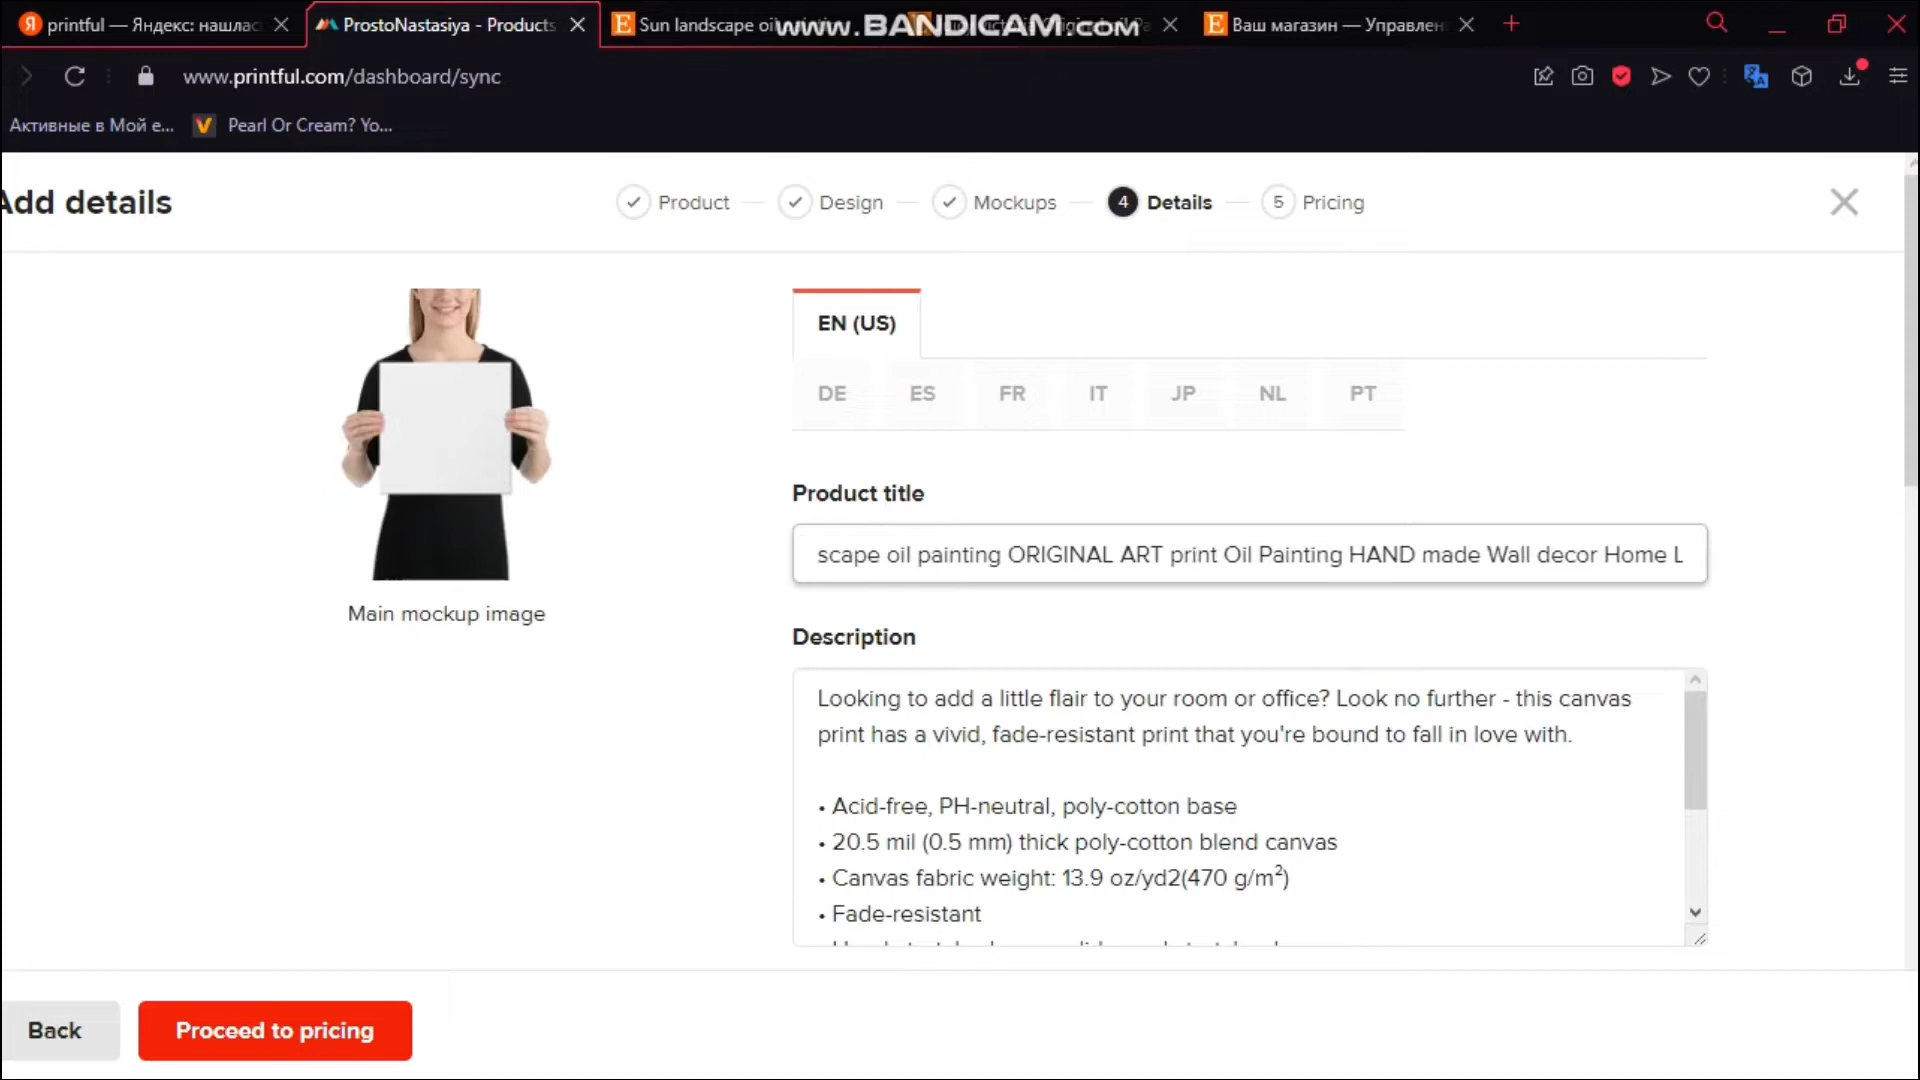 printful — Яндекс: нашлас
ProstoNastasiya - Products
Sun landscape oil
www.BANDICAM.com
Ваш магазин — Управлен
www.printful.com/dashboard/sync
Активные в Мой е...
Pearl Or Cream? Yo...
Add details
Product
Design
Mockups
4 Details
5 Pricing
EN (US)
DE ES FR IT JP NL PT
Main mockup image
Product title
scape oil painting ORIGINAL ART print Oil Painting HAND made Wall decor Home L
Description
Looking to add a little flair to your room or office? Look no further - this canvas
print has a vivid, fade-resistant print that you're bound to fall in love with.
• Acid-free, PH-neutral, poly-cotton base
• 20.5 mil (0.5 mm) thick poly-cotton blend canvas
• Canvas fabric weight: 13.9 oz/yd2(470 g/m²)
• Fade-resistant
Back
Proceed to pricing